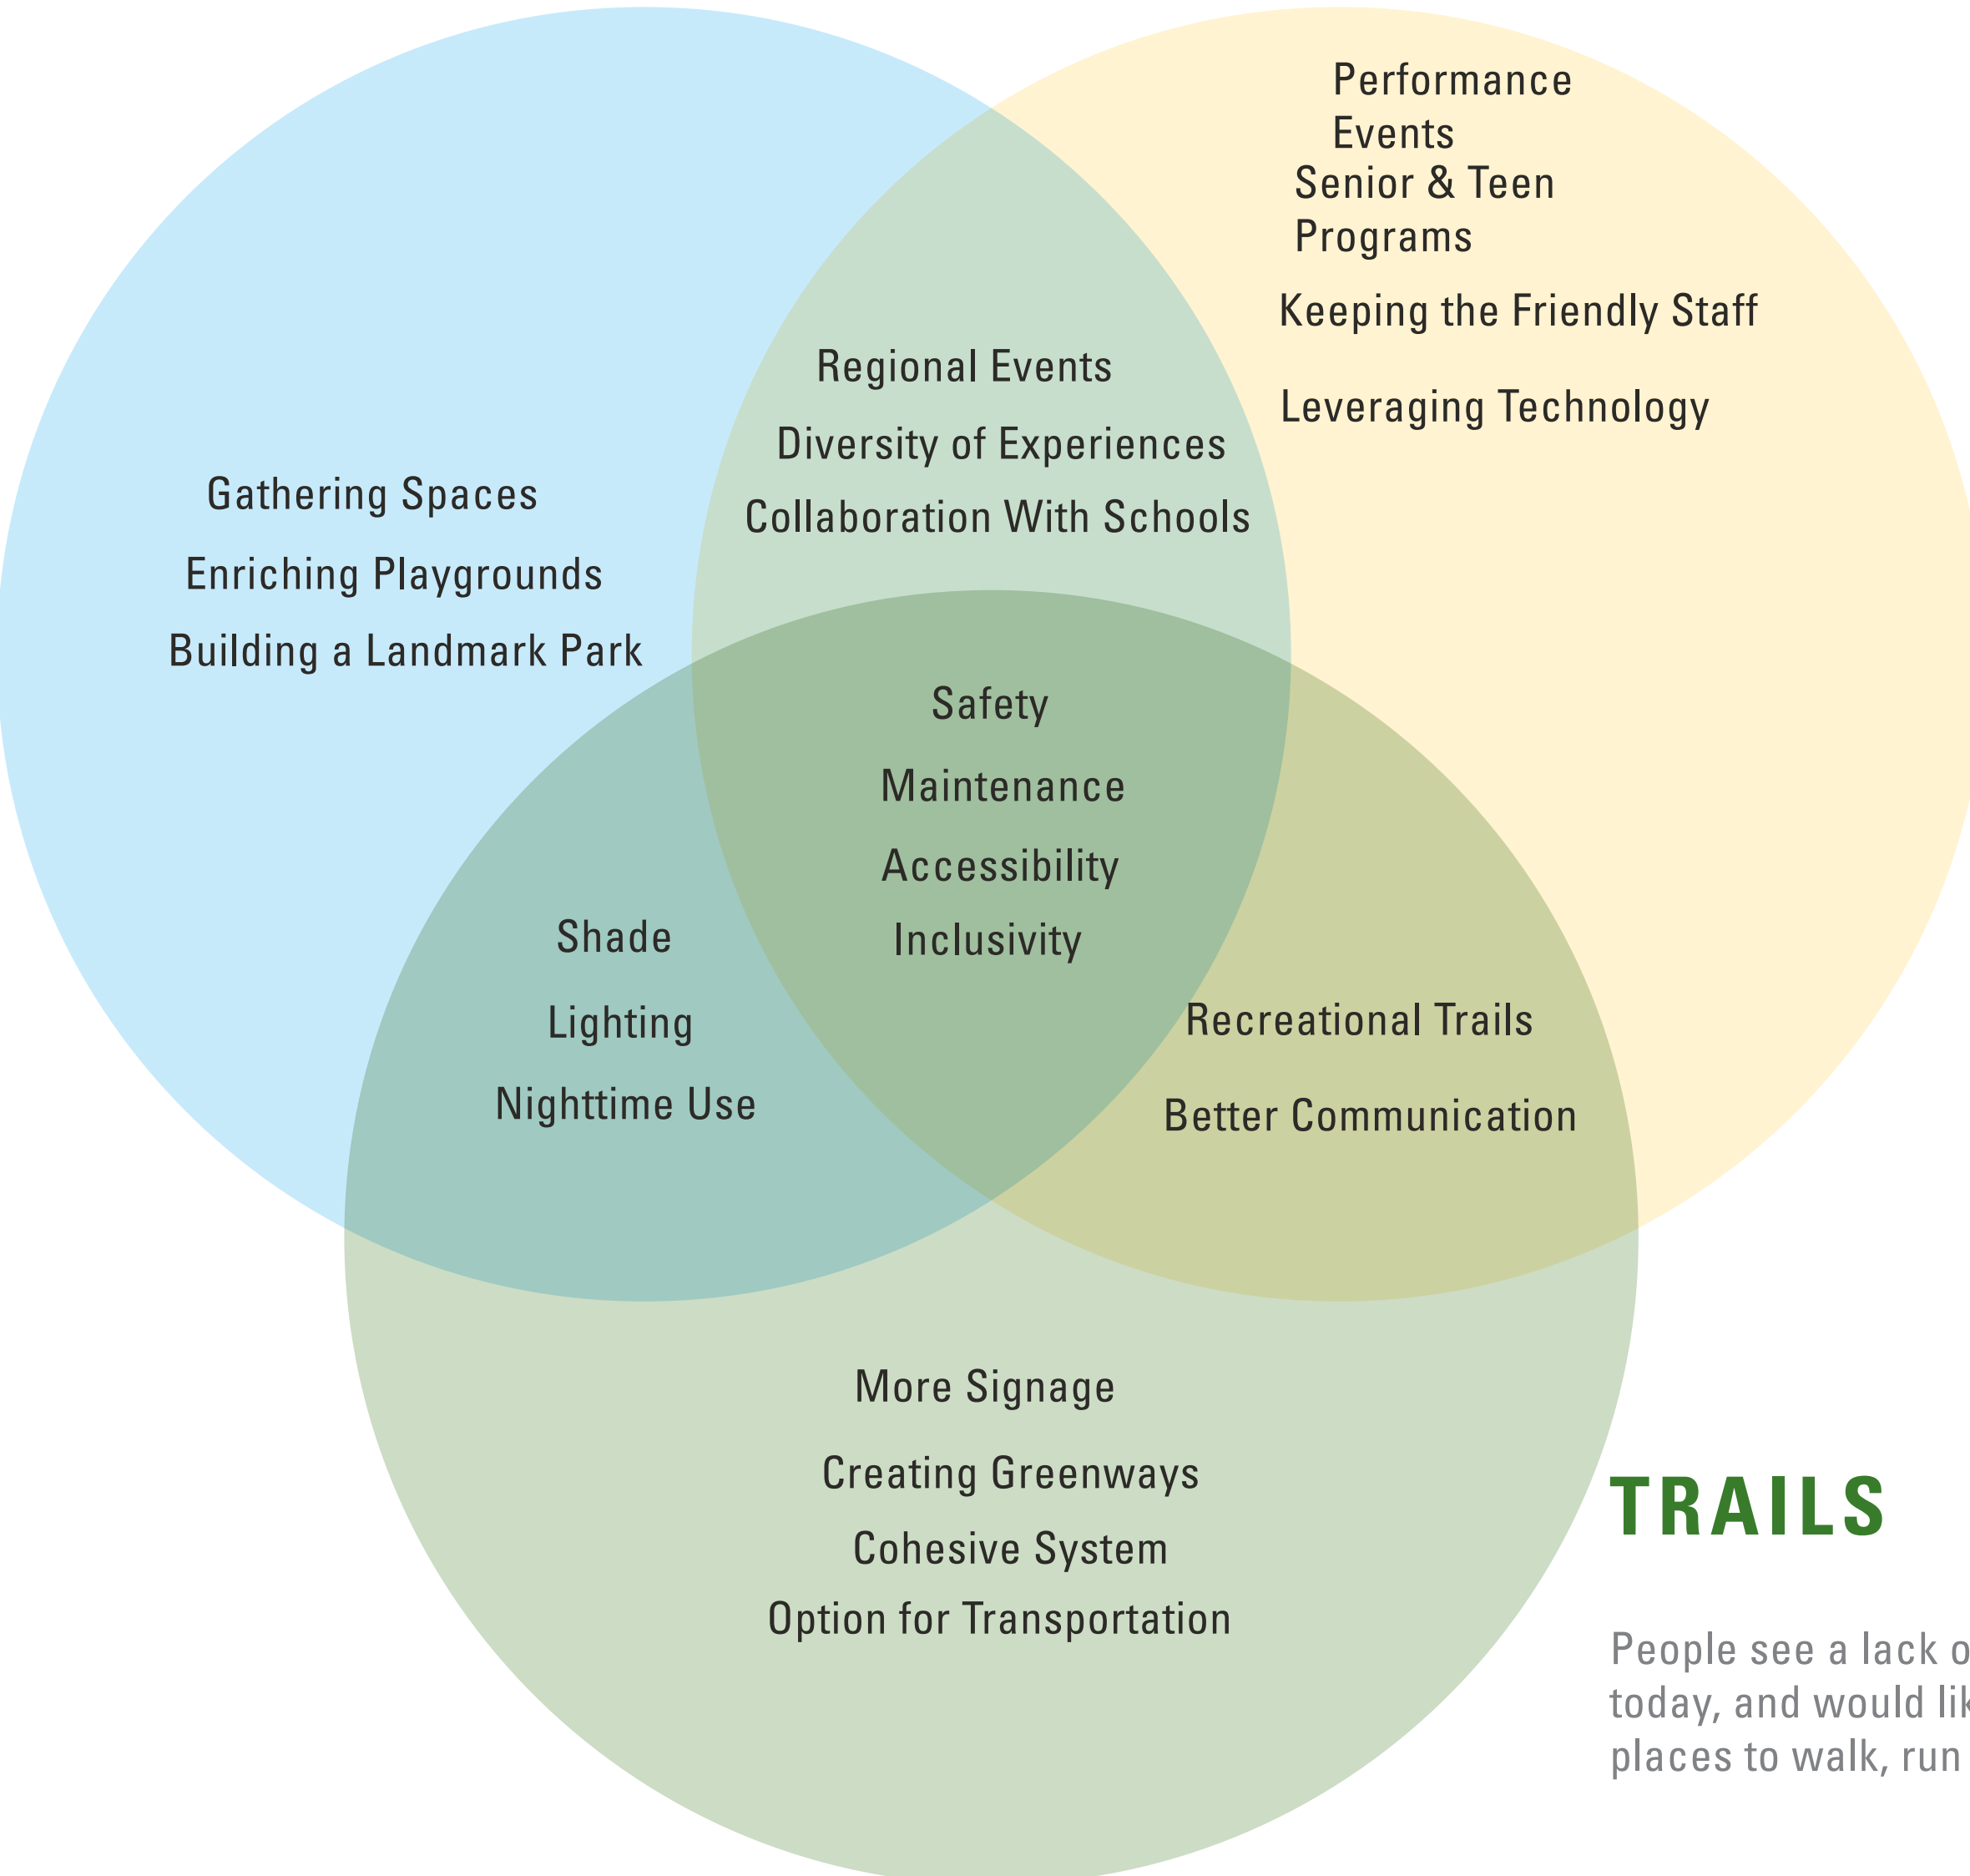 Performance
Events
Senior & Teen
Programs
Keeping the Friendly Staff
Leveraging Technology
Regional Events
Diversity of Experiences
Collaboration With Schools
Gathering Spaces
Enriching Playgrounds
Building a Landmark Park
Safety
Maintenance
Accessibility
Inclusivity
Shade
Lighting
Nighttime Use
Recreational Trails
Better Communication
More Signage
Creating Greenways
Cohesive System
Option for Transportation
TRAILS
People see a lack
today, and would
places to walk, run